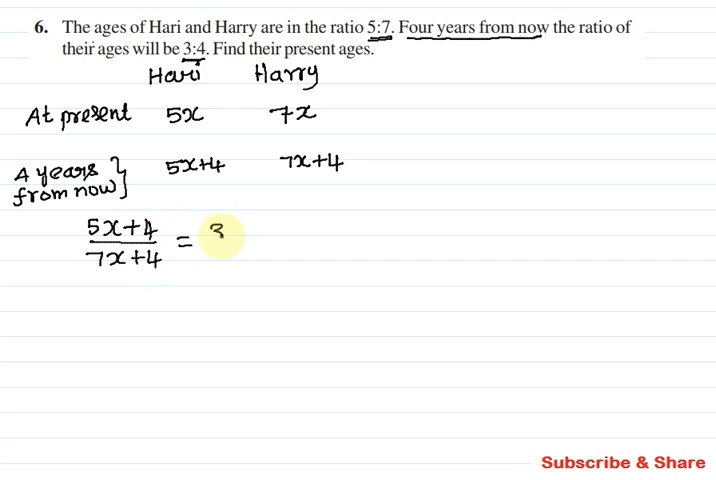 6. The ages of Hari and Harry are in the ratio 5:7. Four years from now the ratio of
their ages will be 3:4. Find their present ages.
Hari Harry
At present 5x 7x
4 years } 5x+4 7x+4
from now
5x+4 / 7x+4 = 3
Subscribe & Share